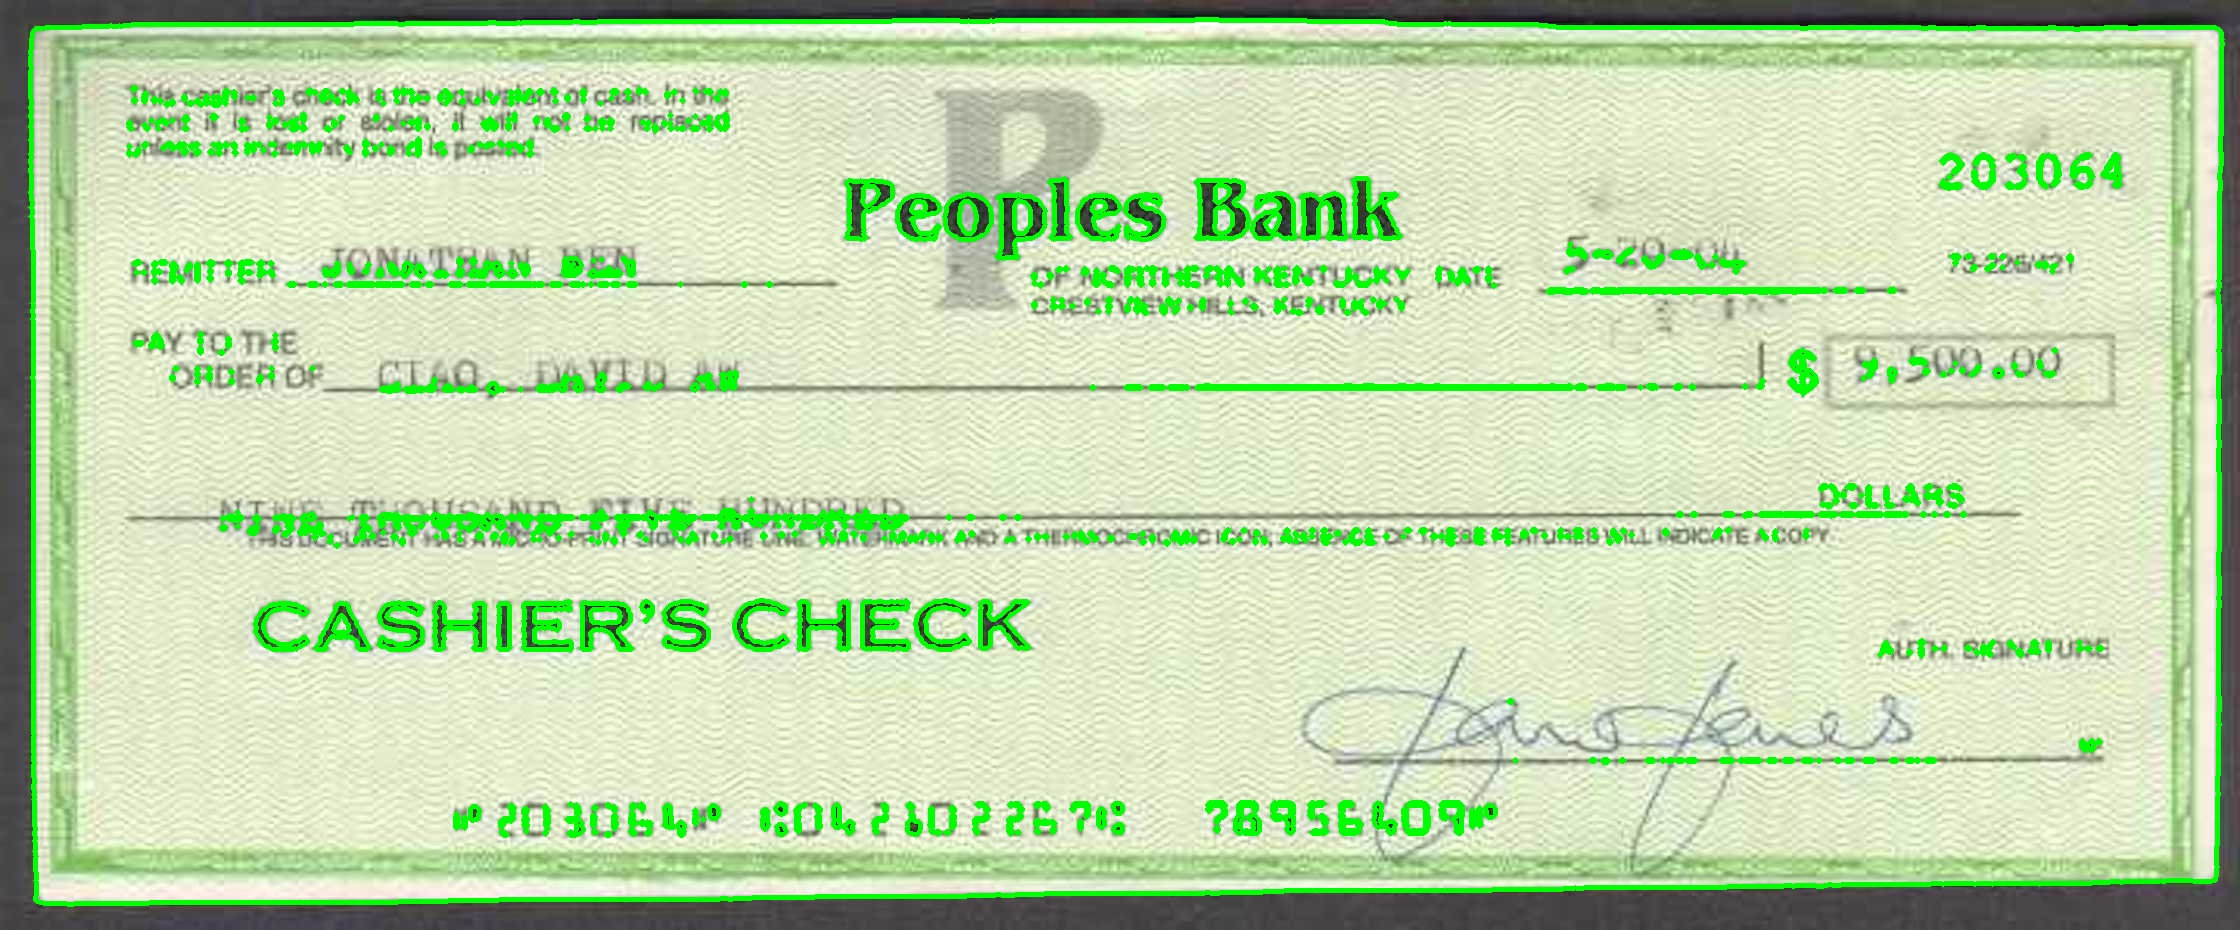 This cashier's check is the equivalent of cash. In the
event it is lost or stolen, it will not be replaced
unless an indemnity bond is posted.
P
203064
Peoples Bank
REMITTER JONATHAN BEN
OF NORTHERN KENTUCKY DATE 5-20-04 73-226/421
CRESTVIEW HILLS, KENTUCKY
PAY TO THE
ORDER OF CIAO, DAVID $ 9,500.00
NINE THOUSAND FIVE HUNDRED DOLLARS
THIS DOCUMENT HAS A MICRO-PRINT SIGNATURE LINE, WATERMARK AND A THERMOCHROMIC ICON; ABSENCE OF THESE FEATURES WILL INDICATE A COPY
CASHIER'S CHECK
AUTH. SIGNATURE
Jones
MP
⑈203064⑈ ⑆042102267⑆ 789566409⑈